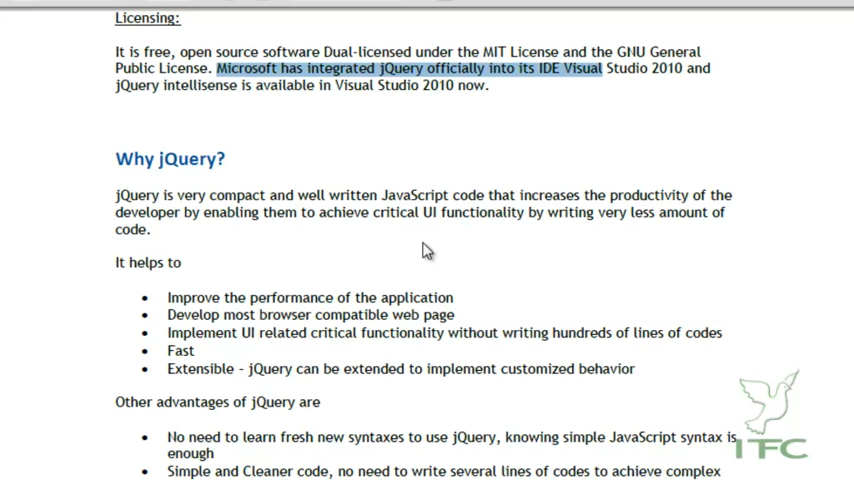 Licensing:
It is free, open source software Dual-licensed under the MIT License and the GNU General
Public License. Microsoft has integrated jQuery officially into its IDE Visual Studio 2010 and
jQuery intellisense is available in Visual Studio 2010 now.
Why jQuery?
jQuery is very compact and well written JavaScript code that increases the productivity of the
developer by enabling them to achieve critical UI functionality by writing very less amount of
code.
It helps to
• Improve the performance of the application
• Develop most browser compatible web page
• Implement UI related critical functionality without writing hundreds of lines of codes
• Fast
• Extensible - jQuery can be extended to implement customized behavior
Other advantages of jQuery are
• No need to learn fresh new syntaxes to use jQuery, knowing simple JavaScript syntax is
enough
• Simple and Cleaner code, no need to write several lines of codes to achieve complex
ITFC